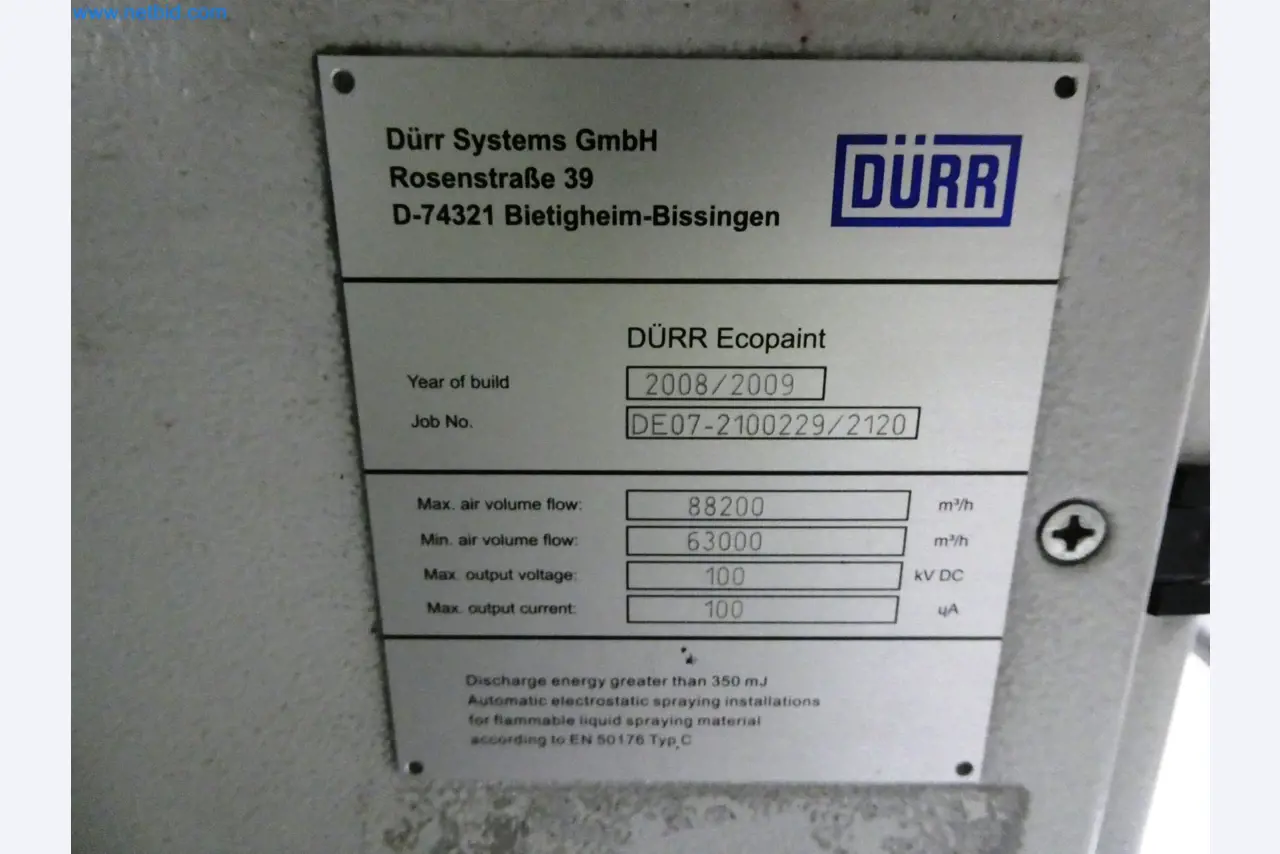 www.netbid.com
Dürr Systems GmbH
Rosenstraße 39
D-74321 Bietigheim-Bissingen
DÜRR
DÜRR Ecopaint
Year of build 2008/2009
Job No. DE07-2100229/2120
Max. air volume flow: 88200 m³/h
Min. air volume flow: 63000 m³/h
Max. output voltage: 100 kV DC
Max. output current: 100 µA
Discharge energy greater than 350 mJ
Automatic electrostatic spraying installations
for flammable liquid spraying material
according to EN 50176 Typ C